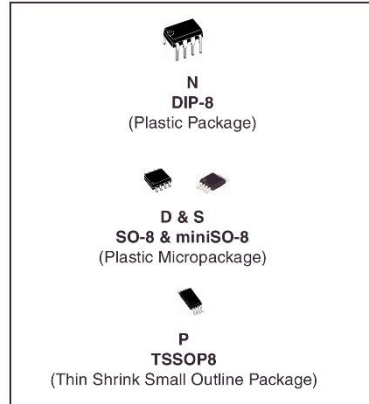 N
DIP-8
(Plastic Package)
D & S
SO-8 & miniSO-8
(Plastic Micropackage)
P
TSSOP8
(Thin Shrink Small Outline Package)